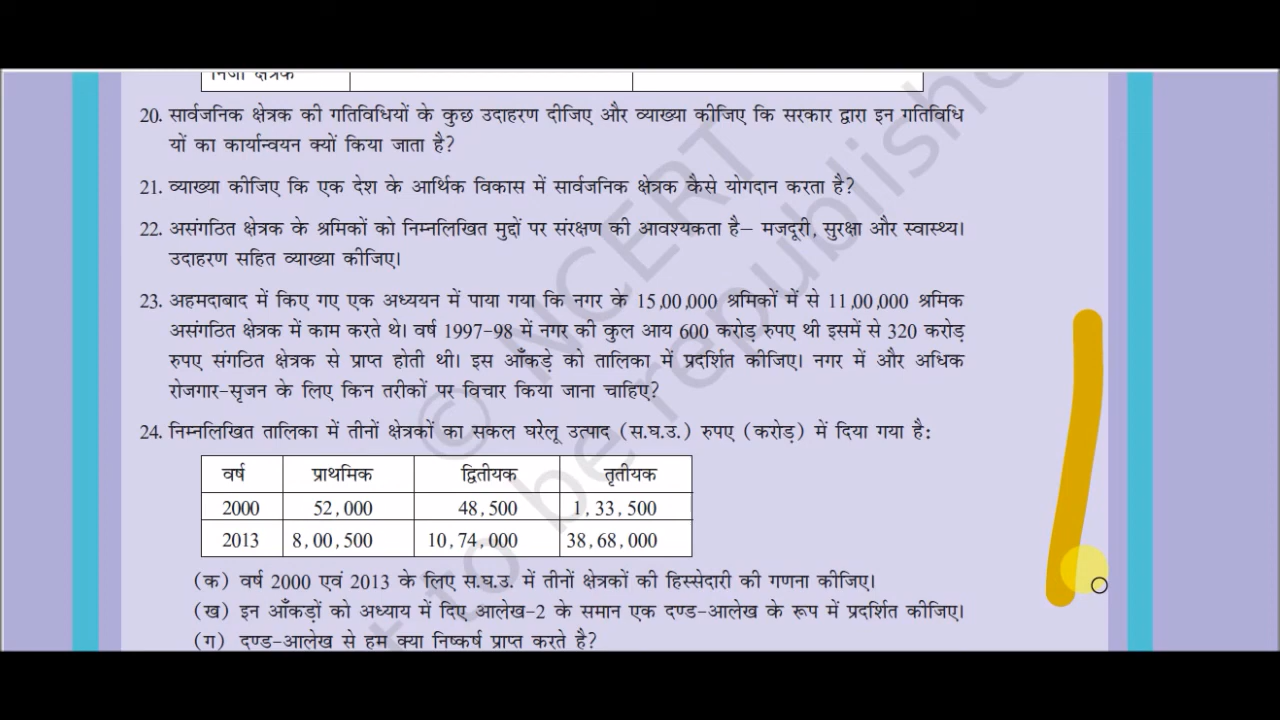 निजी क्षेत्रक
20. सार्वजनिक क्षेत्रक की गतिविधियों के कुछ उदाहरण दीजिए और व्याख्या कीजिए कि सरकार द्वारा इन गतिविधि
यों का कार्यान्वयन क्यों किया जाता है?
21. व्याख्या कीजिए कि एक देश के आर्थिक विकास में सार्वजनिक क्षेत्रक कैसे योगदान करता है?
22. असंगठित क्षेत्रक के श्रमिकों को निम्नलिखित मुद्दों पर संरक्षण की आवश्यकता है– मजदूरी, सुरक्षा और स्वास्थ्य।
उदाहरण सहित व्याख्या कीजिए।
23. अहमदाबाद में किए गए एक अध्ययन में पाया गया कि नगर के 15,00,000 श्रमिकों में से 11,00,000 श्रमिक
असंगठित क्षेत्रक में काम करते थे। वर्ष 1997-98 में नगर की कुल आय 600 करोड़ रुपए थी इसमें से 320 करोड़
रुपए संगठित क्षेत्रक से प्राप्त होती थी। इस आँकड़े को तालिका में प्रदर्शित कीजिए। नगर में और अधिक
रोजगार-सृजन के लिए किन तरीकों पर विचार किया जाना चाहिए?
24. निम्नलिखित तालिका में तीनों क्षेत्रकों का सकल घरेलू उत्पाद (स.घ.उ.) रुपए (करोड़) में दिया गया है:
वर्ष प्राथमिक द्वितीयक तृतीयक
2000 52,000 48,500 1,33,500
2013 8,00,500 10,74,000 38,68,000
(क) वर्ष 2000 एवं 2013 के लिए स.घ.उ. में तीनों क्षेत्रकों की हिस्सेदारी की गणना कीजिए।
(ख) इन आँकड़ों को अध्याय में दिए आलेख-2 के समान एक दण्ड-आलेख के रूप में प्रदर्शित कीजिए।
(ग) दण्ड-आलेख से हम क्या निष्कर्ष प्राप्त करते है?
© NCERT
to be republishe